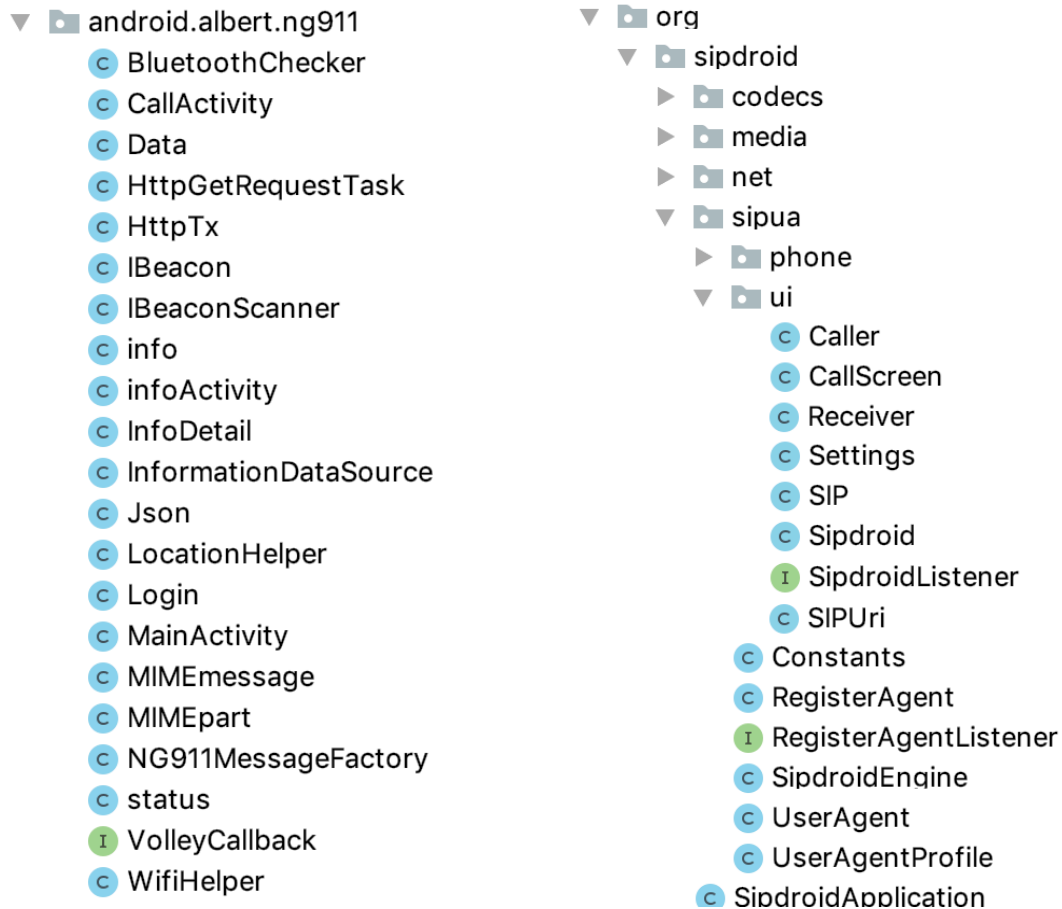 android.albert.ng911
C BluetoothChecker
C CallActivity
C Data
C HttpGetRequestTask
C HttpTx
C IBeacon
C IBeaconScanner
C info
C infoActivity
C InfoDetail
C InformationDataSource
C Json
C LocationHelper
C Login
C MainActivity
C MIMEmessage
C MIMEpart
C NG911MessageFactory
C status
I VolleyCallback
C WifiHelper
org
sipdroid
codecs
media
net
sipua
phone
ui
C Caller
C CallScreen
C Receiver
C Settings
C SIP
C Sipdroid
I SipdroidListener
C SIPUri
C Constants
C RegisterAgent
I RegisterAgentListener
C SipdroidEngine
C UserAgent
C UserAgentProfile
C SipdroidApplication